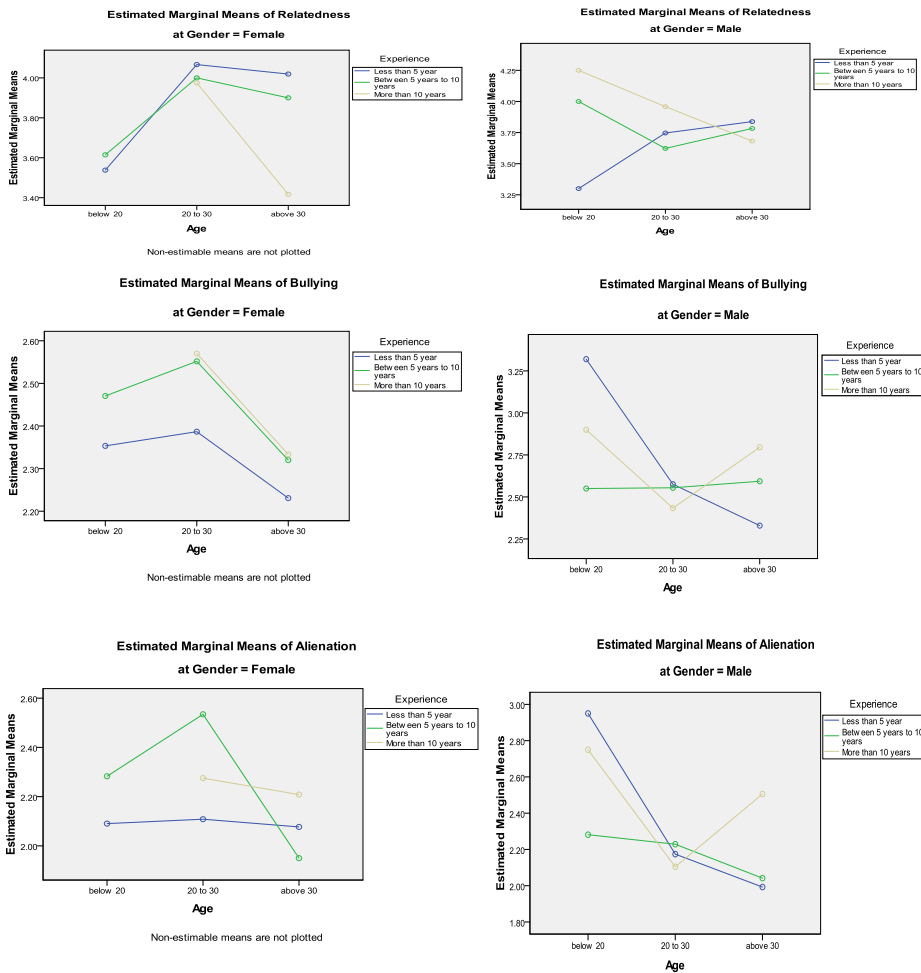 Estimated Marginal Means of Relatedness
at Gender = Female
Estimated Marginal Means
4.00
3.80
3.60
3.40
below 20
20 to 30
above 30
Age
Non-estimable means are not plotted
Experience
Less than 5 year
Between 5 years to 10
years
More than 10 years
Estimated Marginal Means of Relatedness
at Gender = Male
Estimated Marginal Means
4.25
4.00
3.75
3.50
3.25
below 20
20 to 30
above 30
Age
Experience
Less than 5 year
Between 5 years to 10
years
More than 10 years
Estimated Marginal Means of Bullying
at Gender = Female
Estimated Marginal Means
2.60
2.50
2.40
2.30
2.20
below 20
20 to 30
above 30
Age
Non-estimable means are not plotted
Experience
Less than 5 year
Between 5 years to 10
years
More than 10 years
Estimated Marginal Means of Bullying
at Gender = Male
Estimated Marginal Means
3.25
3.00
2.75
2.50
2.25
below 20
20 to 30
above 30
Age
Experience
Less than 5 year
Between 5 years to 10
years
More than 10 years
Estimated Marginal Means of Alienation
at Gender = Female
Estimated Marginal Means
2.60
2.40
2.20
2.00
below 20
20 to 30
above 30
Age
Non-estimable means are not plotted
Experience
Less than 5 year
Between 5 years to 10
years
More than 10 years
Estimated Marginal Means of Alienation
at Gender = Male
Estimated Marginal Means
3.00
2.80
2.60
2.40
2.20
2.00
1.80
below 20
20 to 30
above 30
Age
Experience
Less than 5 year
Between 5 years to 10
years
More than 10 years